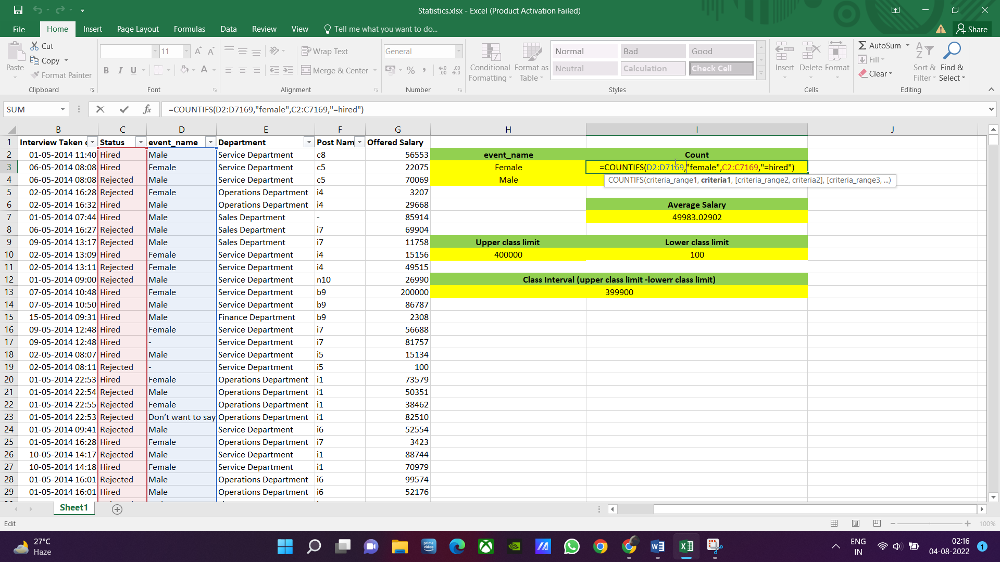 Statistics.xlsx - Excel (Product Activation Failed)
File Home Insert Page Layout Formulas Data Review View Tell me what you want to do... Share
Paste Cut Copy Format Painter Clipboard
11 B I U A Font
Wrap Text Merge & Center Alignment
General % Number
Conditional Formatting Format as Table
Normal Bad Good
Neutral Calculation Check Cell
Styles
Insert Delete Format Cells
AutoSum Fill Clear Sort & Filter Find & Select Editing
SUM fx =COUNTIFS(D2:D7169,"female",C2:C7169,"=hired")
B C D E F G H I J
1 Interview Taken Status event_name Department Post Nam Offered Salary
2 01-05-2014 11:40 Hired Male Service Department c8 56553 event_name Count
3 06-05-2014 08:08 Hired Female Service Department c5 22075 Female =COUNTIFS(D2:D7169,"female",C2:C7169,"=hired")
4 06-05-2014 08:08 Rejected Male Service Department c5 70069 Male COUNTIFS(criteria_range1, criteria1, [criteria_range2, criteria2], [criteria_range3, ...)
5 02-05-2014 16:28 Rejected Female Operations Department i4 3207
6 02-05-2014 16:32 Hired Male Operations Department i4 29668 Average Salary
7 01-05-2014 07:44 Hired Male Sales Department - 85914 49983.02902
8 06-05-2014 16:27 Rejected Male Sales Department i7 69904
9 09-05-2014 13:17 Rejected Male Sales Department i7 11758 Upper class limit Lower class limit
10 02-05-2014 13:09 Hired Female Service Department i4 15156 400000 100
11 02-05-2014 13:11 Rejected Female Service Department i4 49515
12 01-05-2014 09:00 Rejected Male Service Department n10 26990 Class Interval (upper class limit -lowerr class limit)
13 07-05-2014 10:48 Hired Female Service Department b9 200000 399900
14 07-05-2014 10:50 Hired Male Service Department b9 86787
15 15-05-2014 09:31 Hired Male Finance Department b9 2308
16 09-05-2014 12:48 Hired Female Service Department i7 56688
17 09-05-2014 12:48 Hired - Service Department i7 81757
18 02-05-2014 08:07 Hired Male Service Department i5 15134
19 02-05-2014 08:11 Rejected - Service Department i5 100
20 01-05-2014 22:53 Hired Female Operations Department i1 73579
21 01-05-2014 22:54 Rejected Male Operations Department i1 50351
22 01-05-2014 22:55 Rejected Female Operations Department i1 38462
23 01-05-2014 22:53 Rejected Don’t want to say Operations Department i1 82510
24 01-05-2014 09:41 Rejected Male Service Department i6 52554
25 01-05-2014 16:28 Hired Female Operations Department i7 3423
26 10-05-2014 14:17 Rejected Male Service Department i1 88744
27 10-05-2014 14:18 Hired Female Service Department i1 70979
28 01-05-2014 16:01 Rejected Male Operations Department i6 99574
29 01-05-2014 16:01 Hired Male Operations Department i6 52176
Sheet1
Edit 100%
27°C
Haze
prime video
ENG
IN
02:16
04-08-2022
1